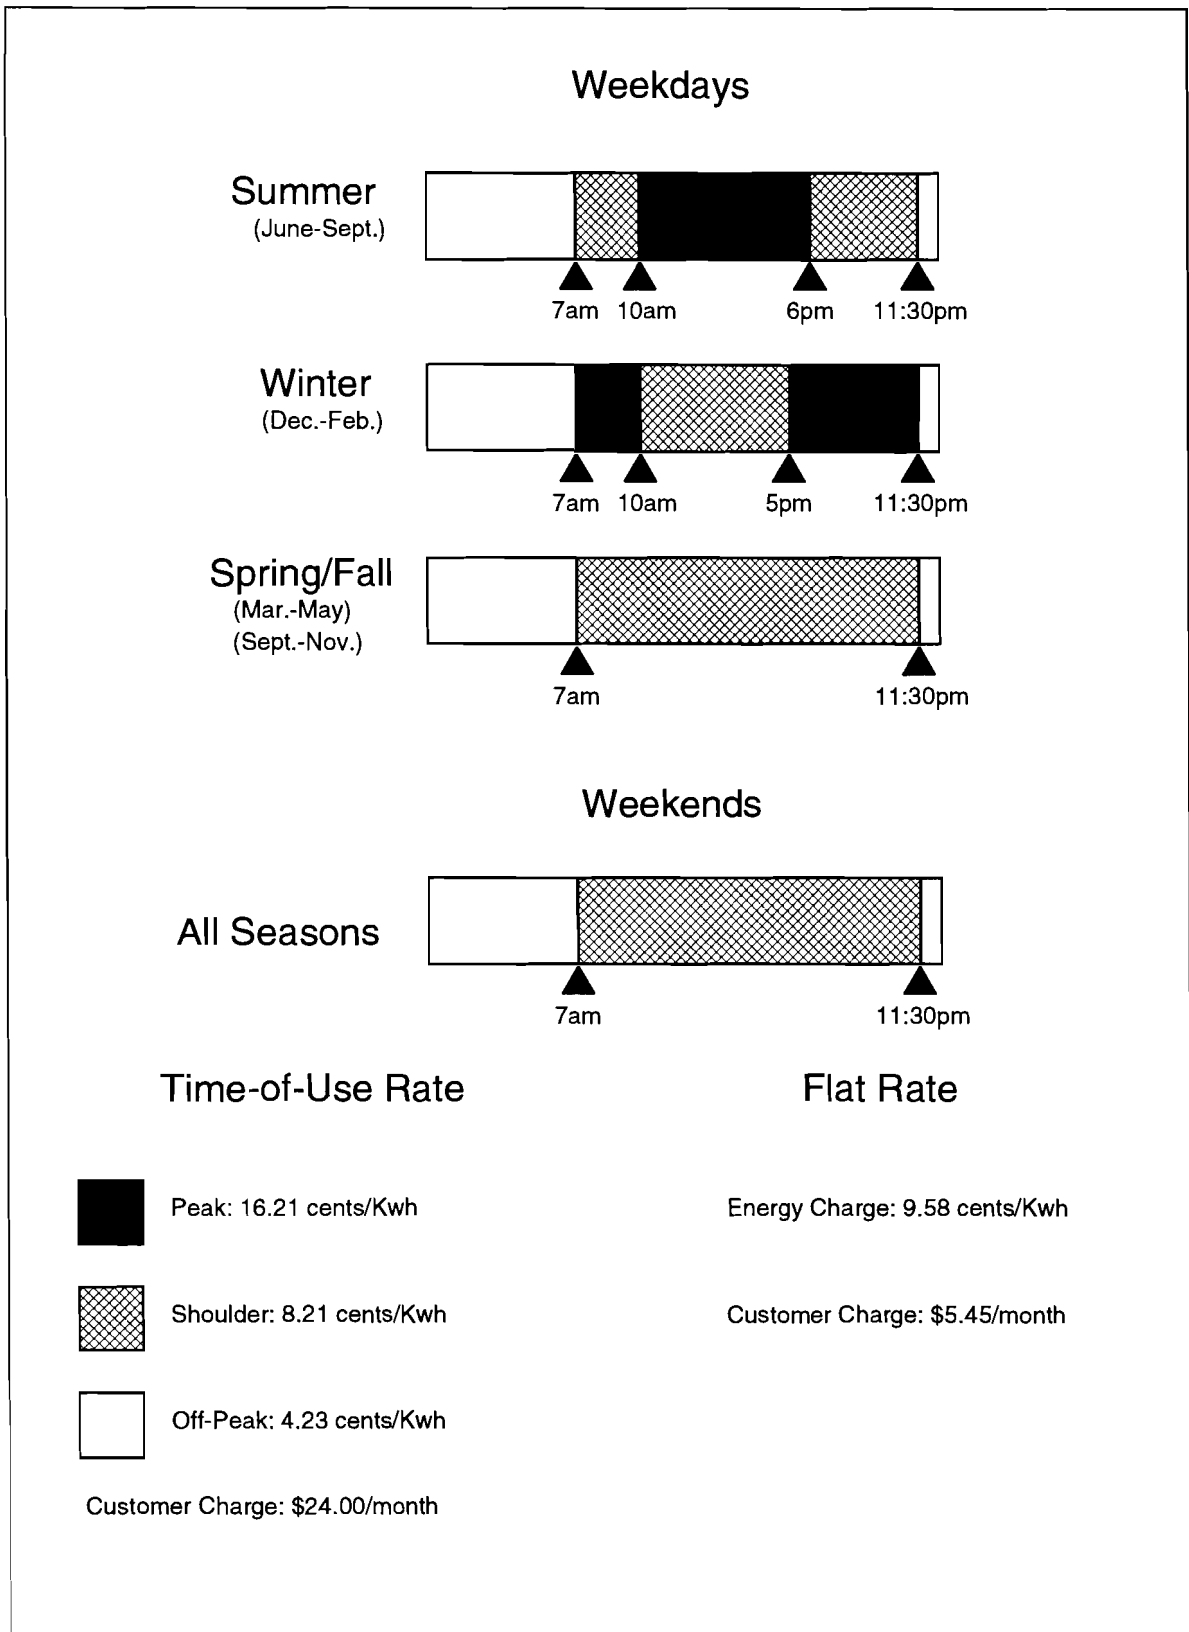 Weekdays
Summer
(June-Sept.)
7am 10am 6pm 11:30pm
Winter
(Dec.-Feb.)
7am 10am 5pm 11:30pm
Spring/Fall
(Mar.-May)
(Sept.-Nov.)
7am 11:30pm
Weekends
All Seasons
7am 11:30pm
Time-of-Use Rate
Flat Rate
Peak: 16.21 cents/Kwh
Energy Charge: 9.58 cents/Kwh
Shoulder: 8.21 cents/Kwh
Customer Charge: $5.45/month
Off-Peak: 4.23 cents/Kwh
Customer Charge: $24.00/month